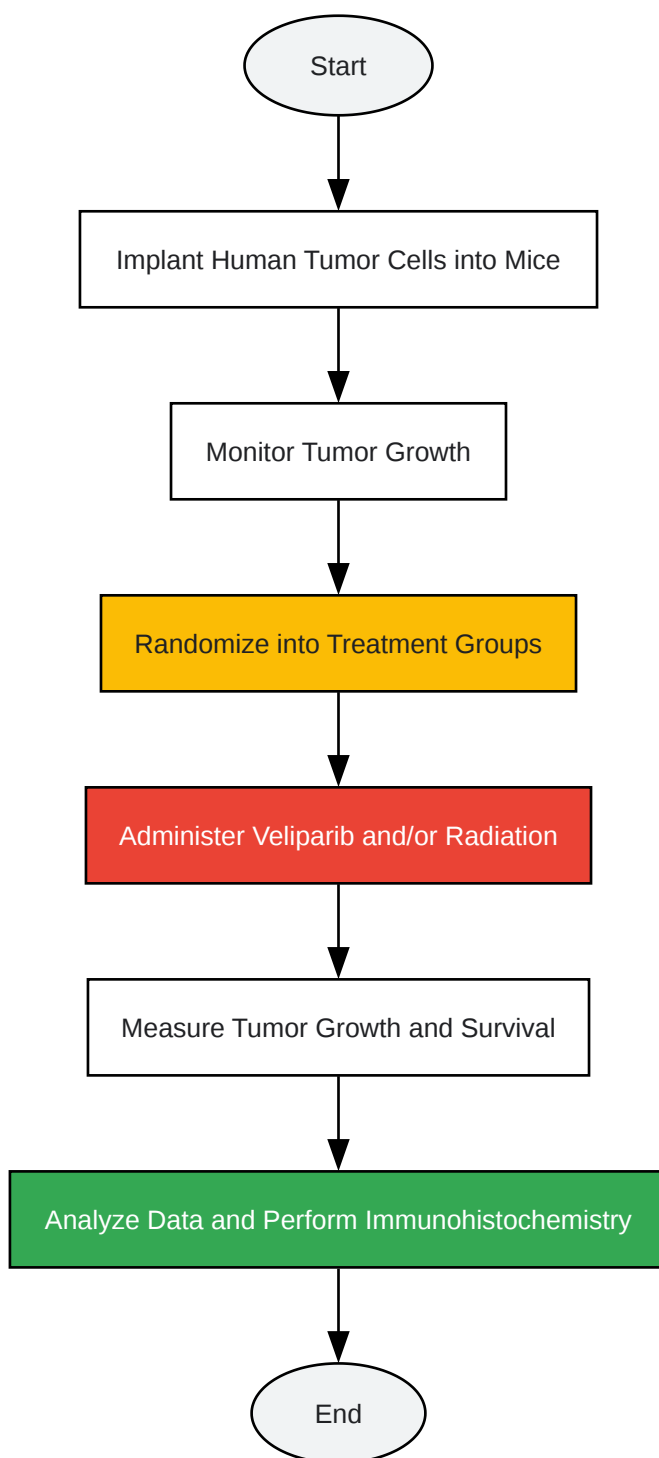 Start
Implant Human Tumor Cells into Mice
Monitor Tumor Growth
Randomize into Treatment Groups
Administer Veliparib and/or Radiation
Measure Tumor Growth and Survival
Analyze Data and Perform Immunohistochemistry
End